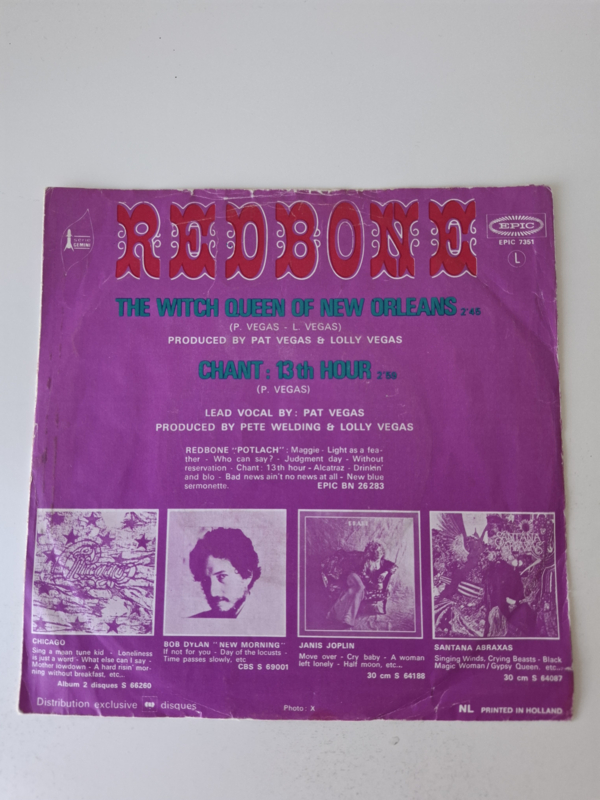 REDBONE
EPIC
EPIC 7351
L
THE WITCH QUEEN OF NEW ORLEANS 2'45
(P. VEGAS - L. VEGAS)
PRODUCED BY PAT VEGAS & LOLLY VEGAS
CHANT : 13th HOUR
(P. VEGAS)
LEAD VOCAL BY : PAT VEGAS
PRODUCED BY PETE WELDING & LOLLY VEGAS
REDBONE "POTLACH" : Maggie - Light as a fea-
ther - Who can say? - Judgment day - Without
reservation - Chant : 13th hour - Alcatraz - Drinkin'
and blo - Bad news ain't no news at all - New blue
sermonette. EPIC BN 26283
Chicago
PEARL
SANTANA
ABRAXAS
CHICAGO
Sing a mean tune kid - Loneliness
is just a word - What else can I say -
Mother lowdown - A hard risin' mor-
ning without breakfast, etc...
Album 2 disques S 66260
BOB DYLAN "NEW MORNING"
If not for you - Day of the locusts -
Time passes slowly, etc
CBS S 69001
JANIS JOPLIN
Move over - Cry baby - A woman
left lonely - Half moon, etc...
30 cm S 64188
SANTANA ABRAXAS
Singing Winds, Crying Beasts - Black
Magic Woman / Gypsy Queen, etc...
30 cm S 64087
Distribution exclusive disques
Photo : X
NL PRINTED IN HOLLAND